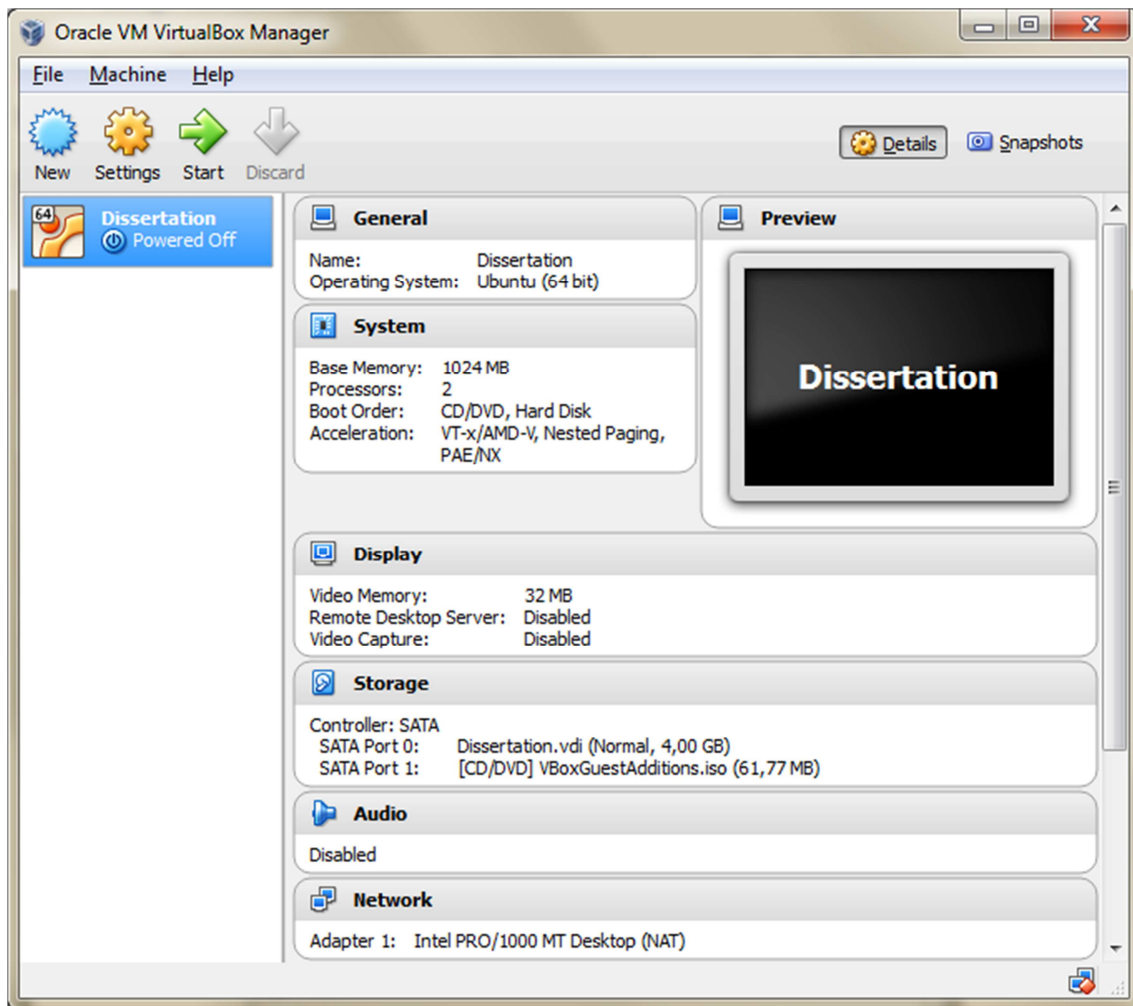 Oracle VM VirtualBox Manager
File Machine Help
New Settings Start Discard
Details Snapshots
64
Dissertation
Powered Off
General
Name: Dissertation
Operating System: Ubuntu (64 bit)
System
Base Memory: 1024 MB
Processors: 2
Boot Order: CD/DVD, Hard Disk
Acceleration: VT-x/AMD-V, Nested Paging,
PAE/NX
Preview
Dissertation
Display
Video Memory: 32 MB
Remote Desktop Server: Disabled
Video Capture: Disabled
Storage
Controller: SATA
SATA Port 0: Dissertation.vdi (Normal, 4,00 GB)
SATA Port 1: [CD/DVD] VBoxGuestAdditions.iso (61,77 MB)
Audio
Disabled
Network
Adapter 1: Intel PRO/1000 MT Desktop (NAT)